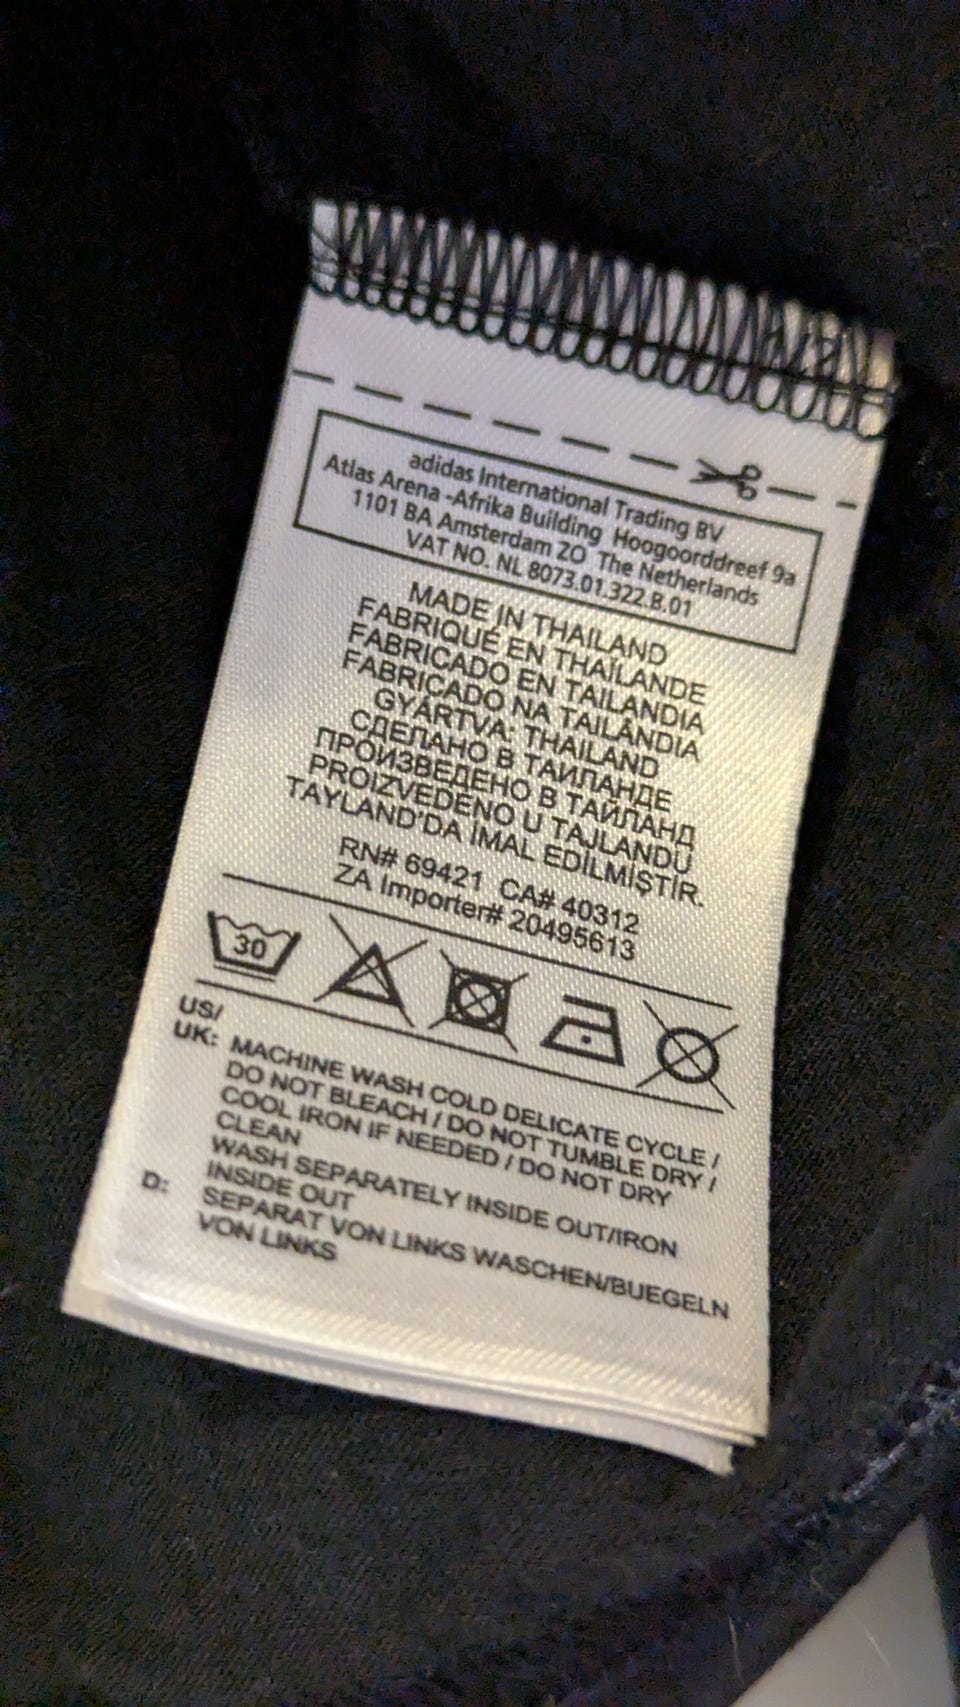 adidas International Trading BV
Atlas Arena -Afrika Building Hoogoorddreef 9a
1101 BA Amsterdam ZO The Netherlands
VAT NO. NL 8073.01.322.B.01
MADE IN THAILAND
FABRIQUÉ EN THAÏLANDE
FABRICADO EN TAILANDIA
FABRICADO NA TAILÂNDIA
GYÁRTVA: THAILAND
СДЕЛАНО В ТАИЛАНДЕ
ПРОИЗВЕДЕНО В ТАЙЛАНД
PROIZVEDENO U TAJLANDU
TAYLAND'DA İMAL EDİLMİŞTİR.
RN# 69421 CA# 40312
ZA Importer# 20495613
30
US/
UK: MACHINE WASH COLD DELICATE CYCLE /
DO NOT BLEACH / DO NOT TUMBLE DRY /
COOL IRON IF NEEDED / DO NOT DRY
CLEAN
WASH SEPARATELY INSIDE OUT/IRON
INSIDE OUT
D: SEPARAT VON LINKS WASCHEN/BUEGELN
VON LINKS